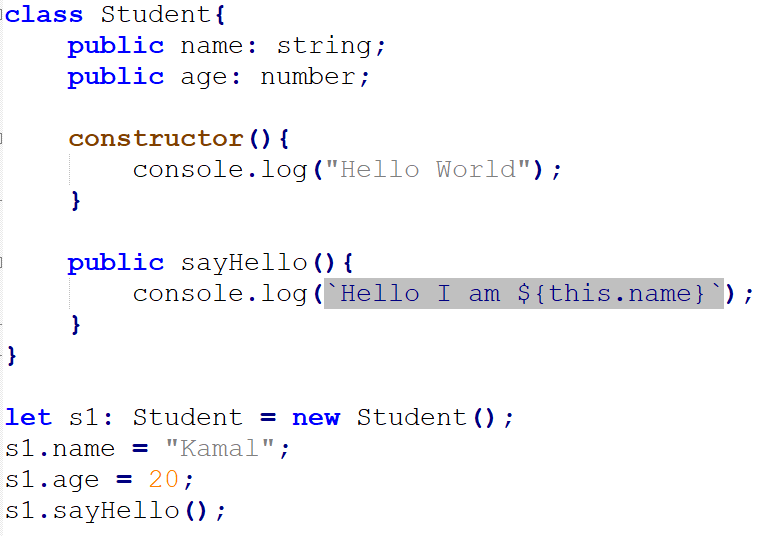 class Student{
    public name: string;
    public age: number;

    constructor(){
        console.log("Hello World");
    }

    public sayHello(){
        console.log(`Hello I am ${this.name}`);
    }
}

let s1: Student = new Student();
s1.name = "Kamal";
s1.age = 20;
s1.sayHello();